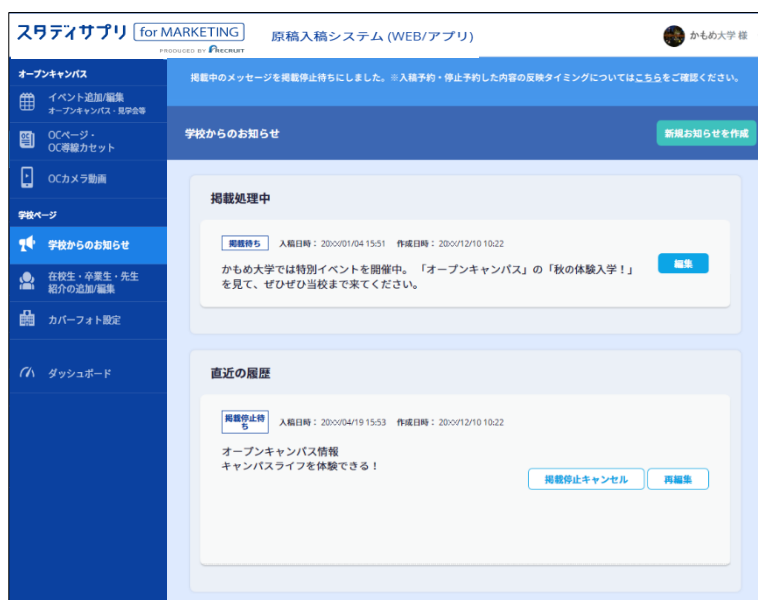 スタディサプリ for MARKETING
PRODUCED BY RECRUIT
原稿入稿システム (WEB/アプリ)
かもめ大学 様
オープンキャンパス
イベント追加/編集
オープンキャンパス・見学会等
OCページ・
OC導線カセット
OCカメラ動画
学校ページ
学校からのお知らせ
在校生・卒業生・先生
紹介の追加/編集
カバーフォト設定
ダッシュボード
掲載中のメッセージを掲載停止待ちにしました。※入稿予約・停止予約した内容の反映タイミングについてはこちらをご確認ください。
学校からのお知らせ
新規お知らせを作成
掲載処理中
掲載待ち 入稿日時： 20××/01/04 15:51 作成日時： 20××/12/10 10:22
かもめ大学では特別イベントを開催中。 「オープンキャンパス」の「秋の体験入学！」
を見て、ぜひぜひ当校まで来てください。
編集
直近の履歴
掲載停止待
ち
入稿日時： 20××/04/19 15:53 作成日時： 20××/12/10 10:22
オープンキャンパス情報
キャンパスライフを体験できる！
掲載停止キャンセル
再編集